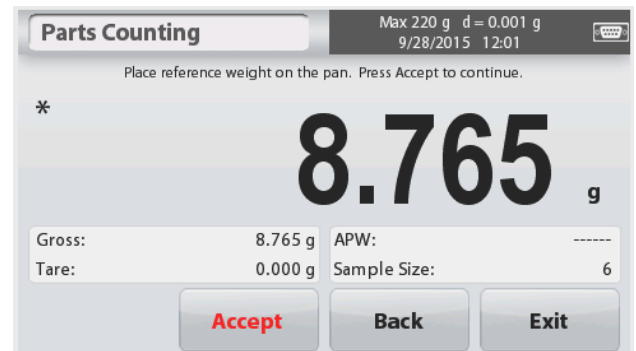 Parts Counting
Max 220 g d = 0.001 g
9/28/2015 12:01
Place reference weight on the pan. Press Accept to continue.
*
8.765 g
Gross: 8.765 g APW: ------
Tare: 0.000 g Sample Size: 6
Accept Back Exit